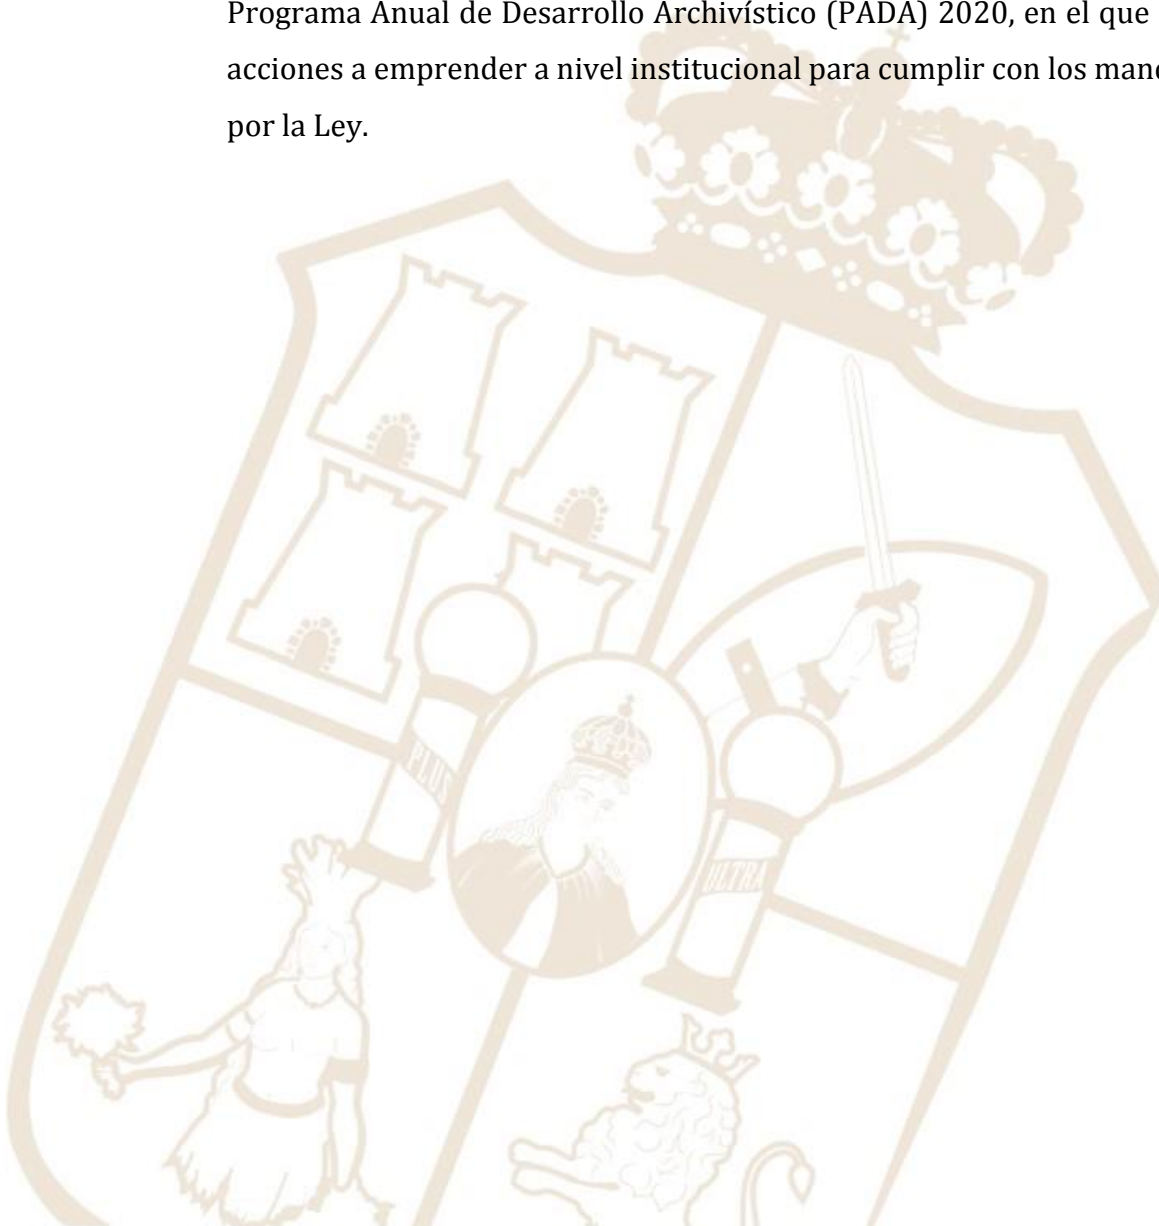 Programa Anual de Desarrollo Archivístico (PADA) 2020, en el que
acciones a emprender a nivel institucional para cumplir con los
por la Ley.
PLUS
ULTRA